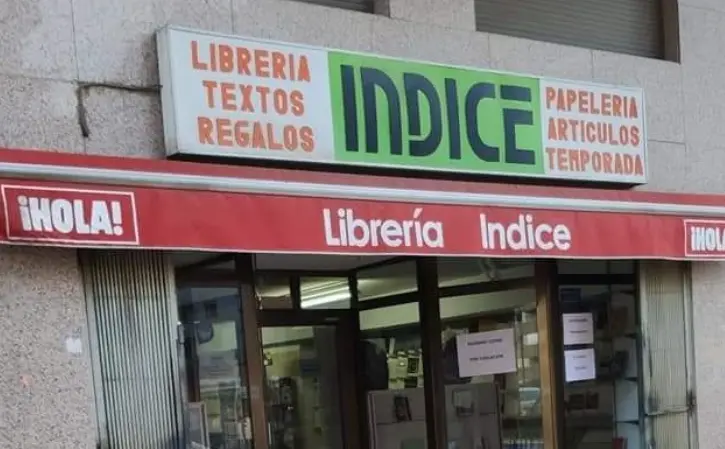 LIBRERIA
TEXTOS
REGALOS
INDICE
PAPELERIA
ARTICULOS
TEMPORADA
¡HOLA!
Librería Indice
¡HOLA